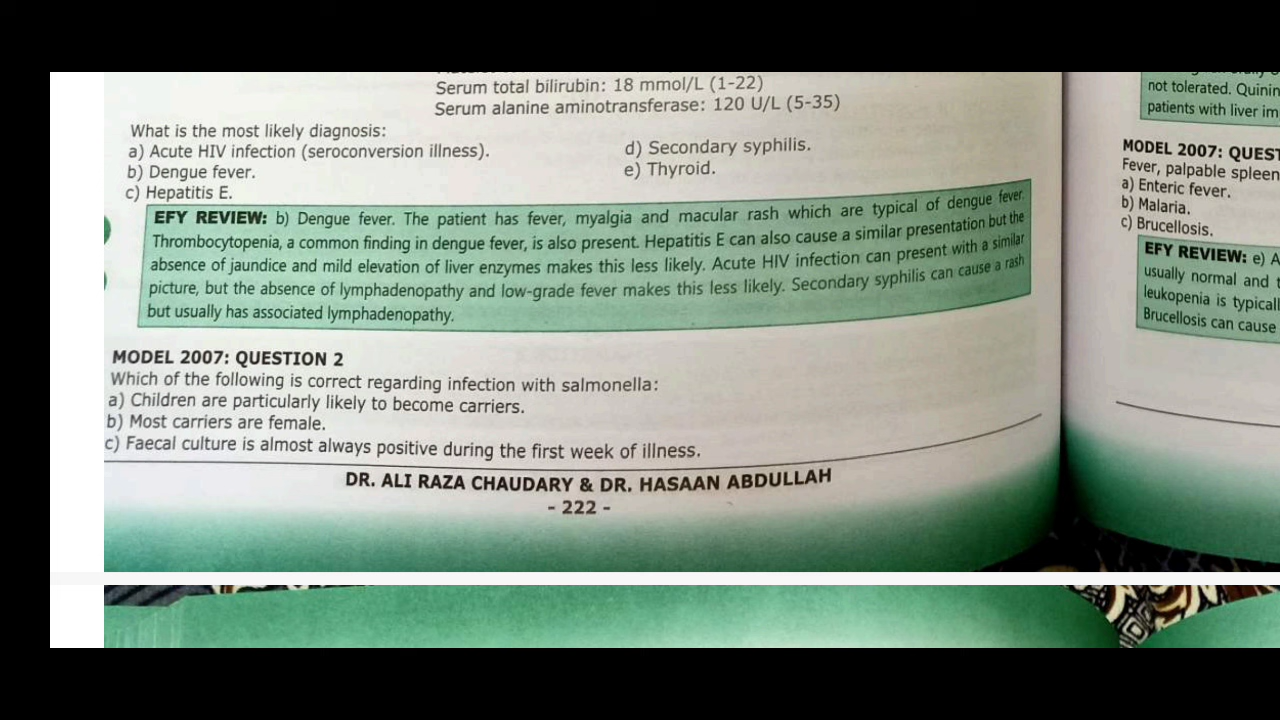 Serum total bilirubin: 18 mmol/L (1-22)
Serum alanine aminotransferase: 120 U/L (5-35)
What is the most likely diagnosis:
a) Acute HIV infection (seroconversion illness).
b) Dengue fever.
c) Hepatitis E.
d) Secondary syphilis.
e) Thyroid.
EFY REVIEW: b) Dengue fever. The patient has fever, myalgia and macular rash which are typical of dengue fever.
Thrombocytopenia, a common finding in dengue fever, is also present. Hepatitis E can also cause a similar presentation but the
absence of jaundice and mild elevation of liver enzymes makes this less likely. Acute HIV infection can present with a similar
picture, but the absence of lymphadenopathy and low-grade fever makes this less likely. Secondary syphilis can cause a rash
but usually has associated lymphadenopathy.
MODEL 2007: QUESTION 2
Which of the following is correct regarding infection with salmonella:
a) Children are particularly likely to become carriers.
b) Most carriers are female.
c) Faecal culture is almost always positive during the first week of illness.
DR. ALI RAZA CHAUDARY & DR. HASAAN ABDULLAH
- 222 -
not tolerated. Quinin
patients with liver im
MODEL 2007: QUEST
Fever, palpable spleen
a) Enteric fever.
b) Malaria.
c) Brucellosis.
EFY REVIEW: e) A
usually normal and t
leukopenia is typicall
Brucellosis can cause